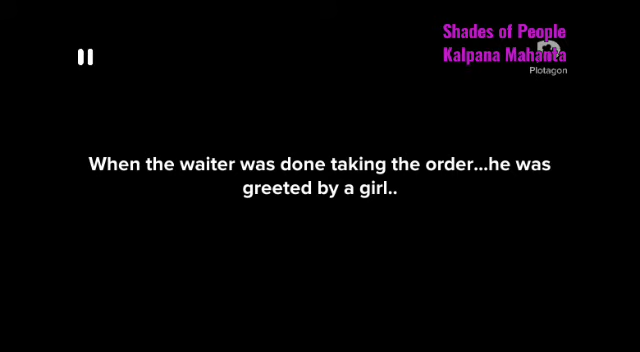 Shades of People
Kalpana Mahanta
Plotagon
When the waiter was done taking the order...he was
greeted by a girl..